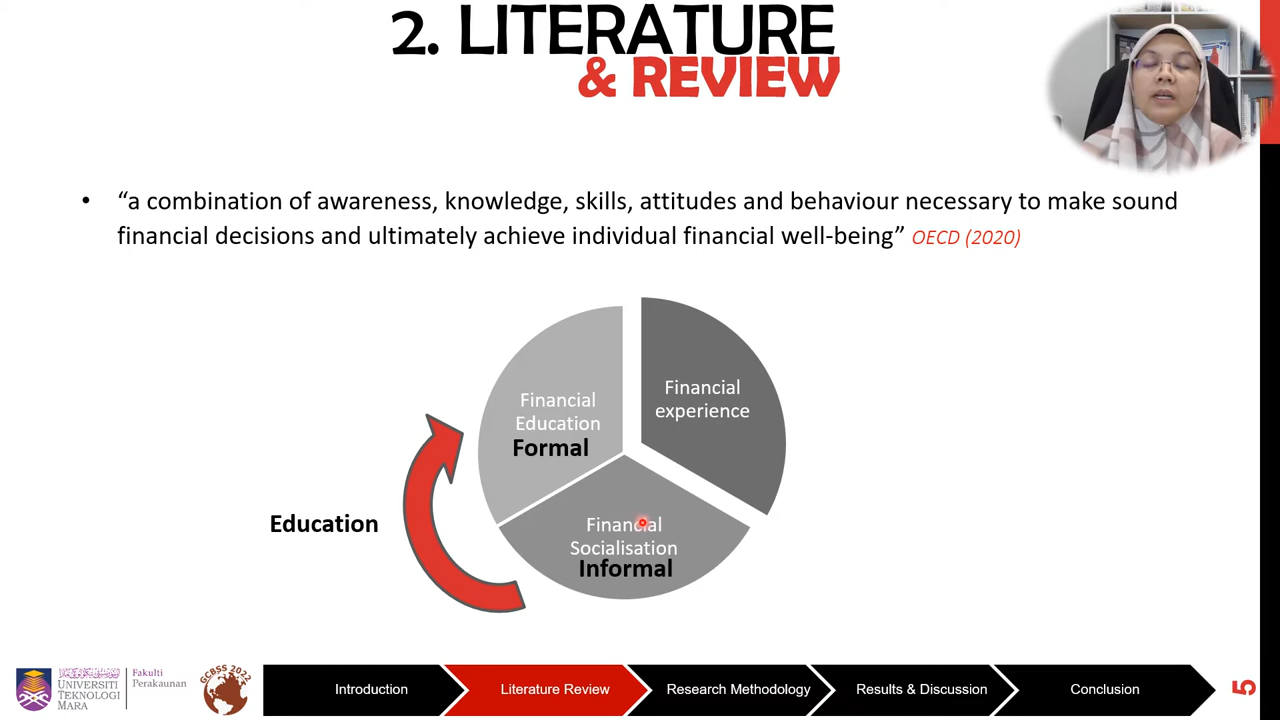 2. LITERATURE
& REVIEW
• “a combination of awareness, knowledge, skills, attitudes and behaviour necessary to make sound
financial decisions and ultimately achieve individual financial well-being” OECD (2020)
Financial
Education
Formal
Financial
experience
Education
Financial
Socialisation
Informal
UNIVERSITI
TEKNOLOGI
MARA
Fakulti
Perakaunan
GCBSS 2022
Introduction
Literature Review
Research Methodology
Results & Discussion
Conclusion
5